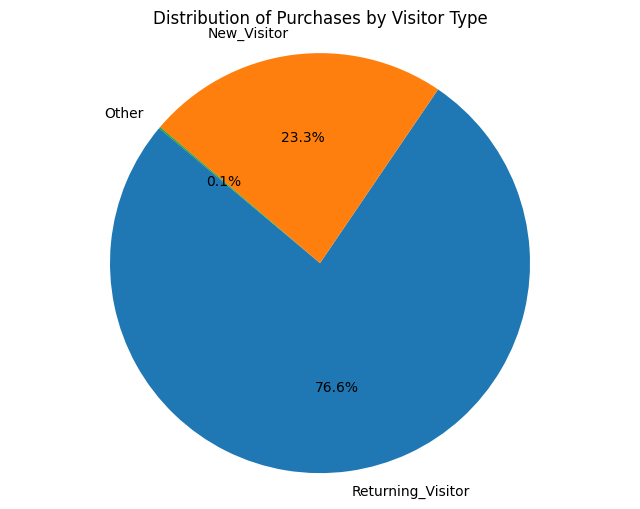 Distribution of Purchases by Visitor Type
New_Visitor
Other
23.3%
0.1%
76.6%
Returning_Visitor